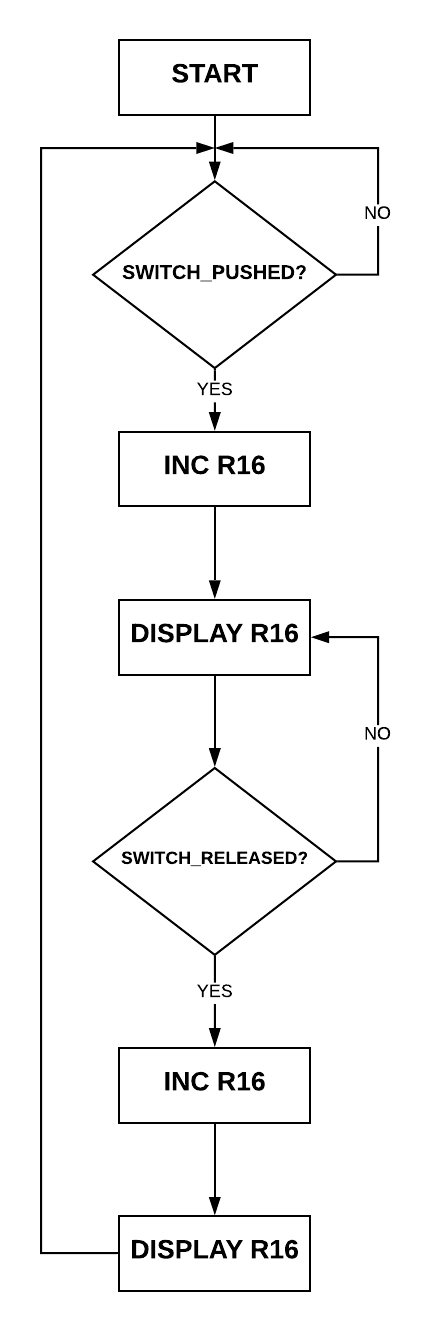 START
NO
SWITCH_PUSHED?
YES
INC R16
DISPLAY R16
NO
SWITCH_RELEASED?
YES
INC R16
DISPLAY R16